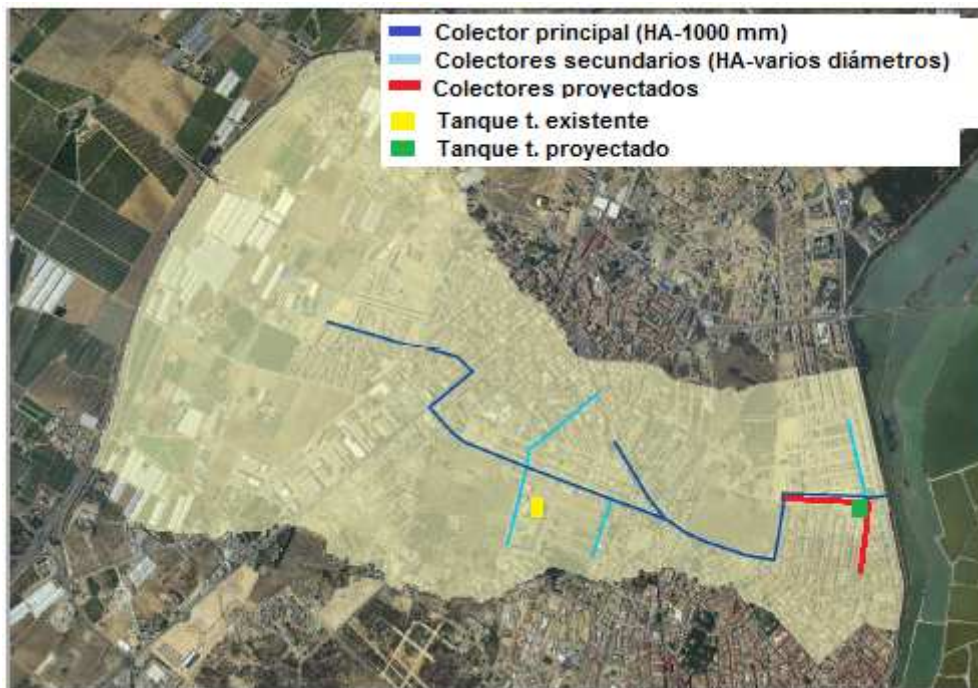 Colector principal (HA-1000 mm)
Colectores secundarios (HA-varios diámetros)
Colectores proyectados
Tanque t. existente
Tanque t. proyectado